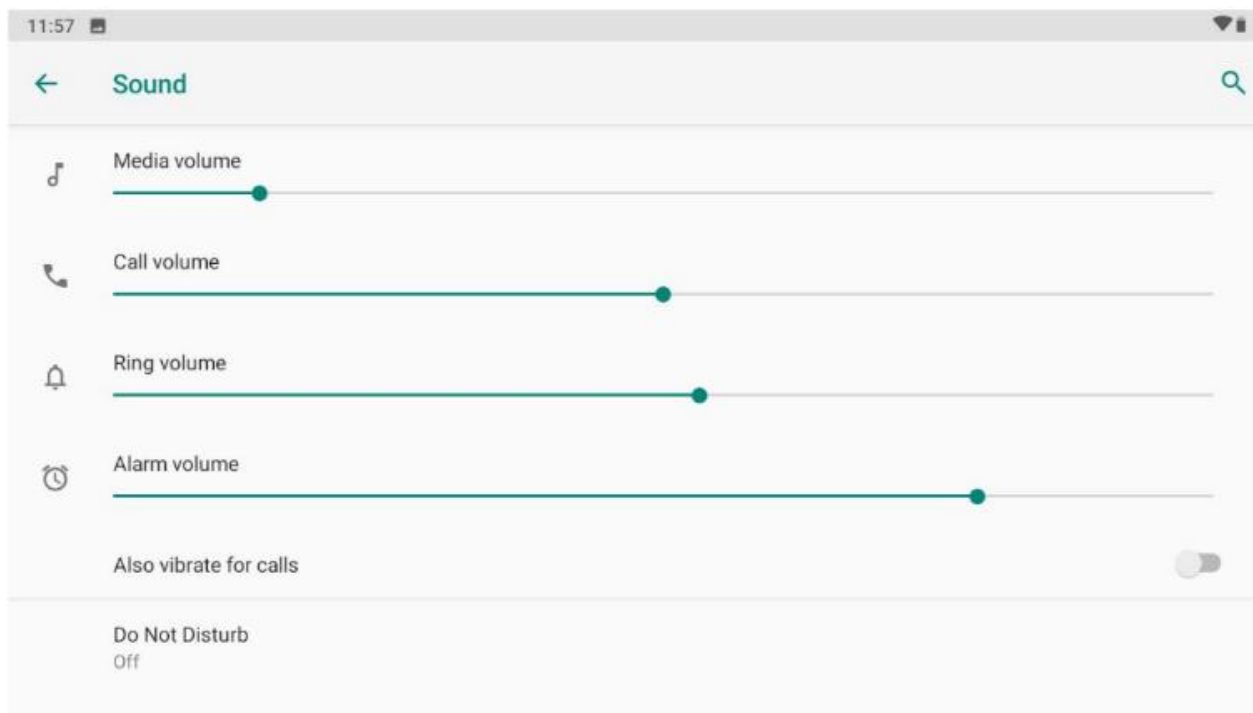 11:57
Sound
Media volume
Call volume
Ring volume
Alarm volume
Also vibrate for calls
Do Not Disturb
Off